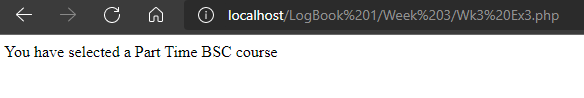 localhost/LogBook%201/Week%203/Wk3%20Ex3.php
You have selected a Part Time BSC course